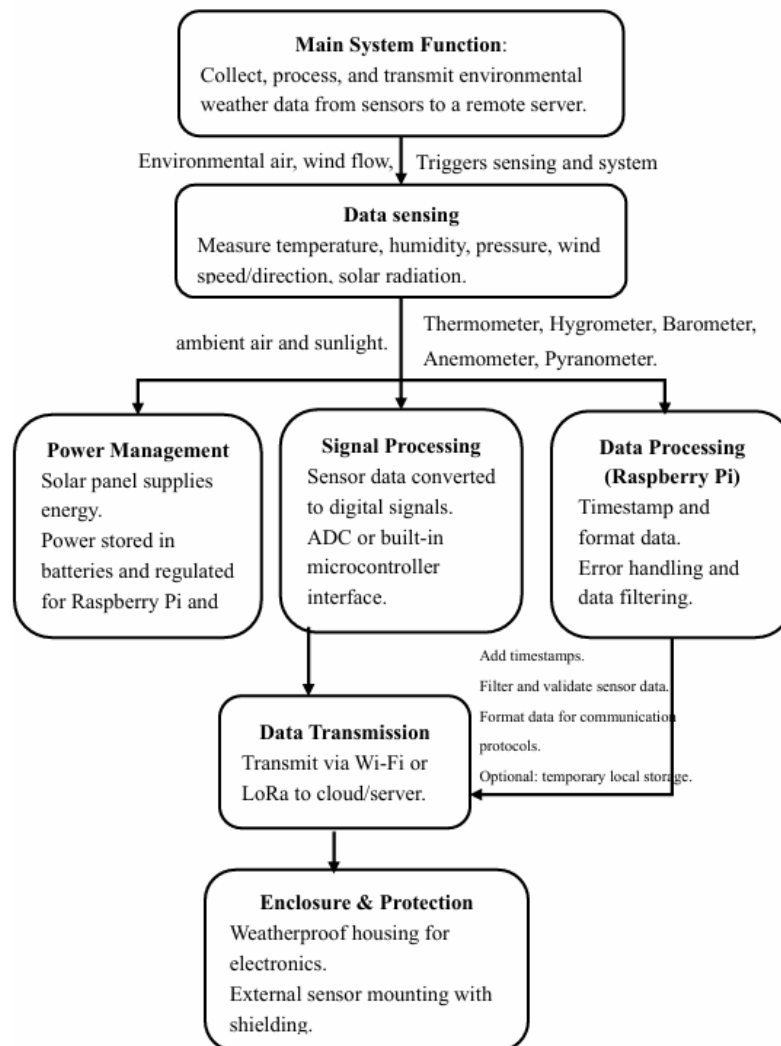 Main System Function:
Collect, process, and transmit environmental
weather data from sensors to a remote server.
Environmental air, wind flow,
Triggers sensing and system
Data sensing
Measure temperature, humidity, pressure, wind
speed/direction, solar radiation.
ambient air and sunlight.
Thermometer, Hygrometer, Barometer,
Anemometer, Pyranometer.
Power Management
Solar panel supplies
energy.
Power stored in
batteries and regulated
for Raspberry Pi and
Signal Processing
Sensor data converted
to digital signals.
ADC or built-in
microcontroller
interface.
Data Processing
(Raspberry Pi)
Timestamp and
format data.
Error handling and
data filtering.
Add timestamps.
Filter and validate sensor data.
Format data for communication
protocols.
Optional: temporary local storage.
Data Transmission
Transmit via Wi-Fi or
LoRa to cloud/server.
Enclosure & Protection
Weatherproof housing for
electronics.
External sensor mounting with
shielding.